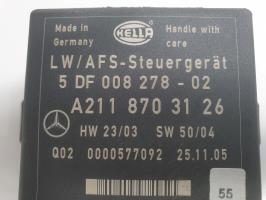 Made in HELLA Handle with
Germany care
LW/AFS-Steuergerät
5 DF 008 278 - 02
A211 870 31 26
HW 23/03 SW 50/04
Q02 0000577092 25.11.05
55